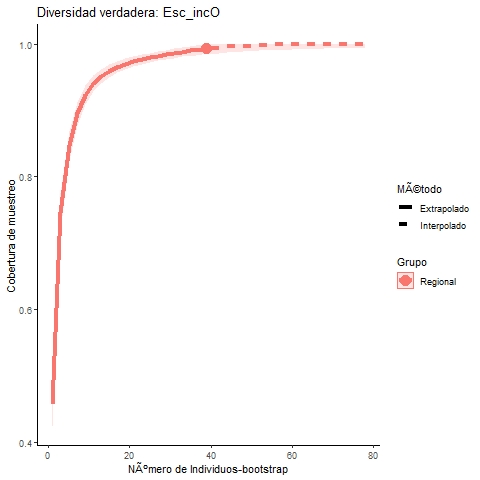 Diversidad verdadera: Esc_incO
1.0
0.8
0.6
0.4
Cobertura de muestreo
0
20
40
60
80
NÃºmero de Individuos-bootstrap
MÃ©todo
Extrapolado
Interpolado
Grupo
Regional